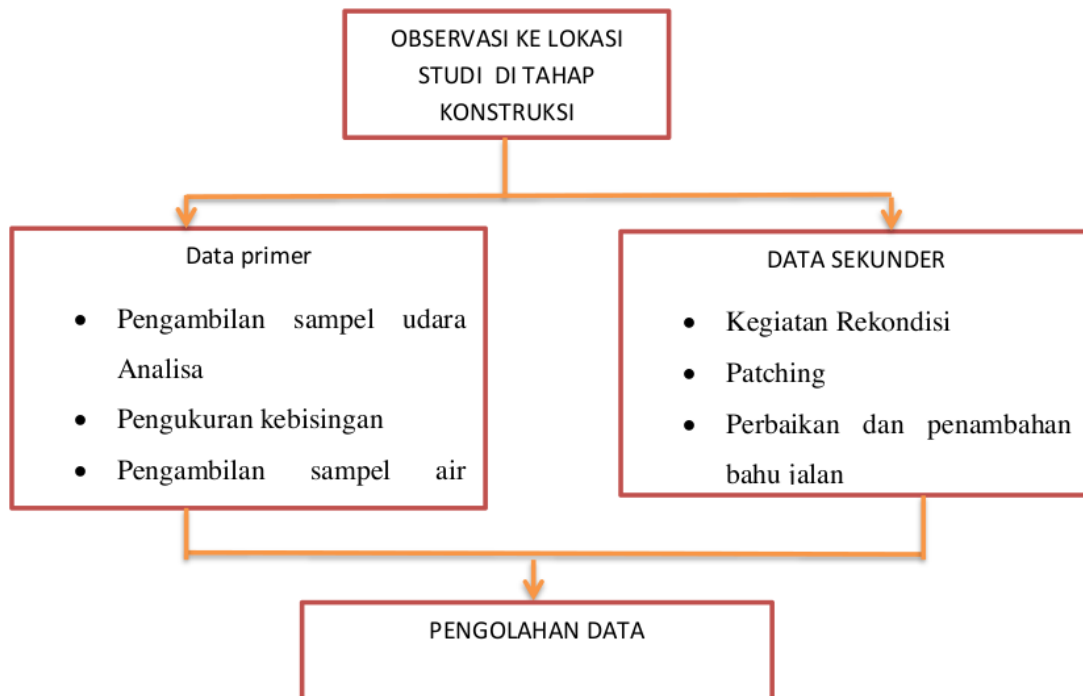 OBSERVASI KE LOKASI
STUDI DI TAHAP
KONSTRUKSI
Data primer
• Pengambilan sampel udara
Analisa
• Pengukuran kebisingan
• Pengambilan sampel air
DATA SEKUNDER
• Kegiatan Rekondisi
• Patching
• Perbaikan dan penambahan
bahu jalan
PENGOLAHAN DATA